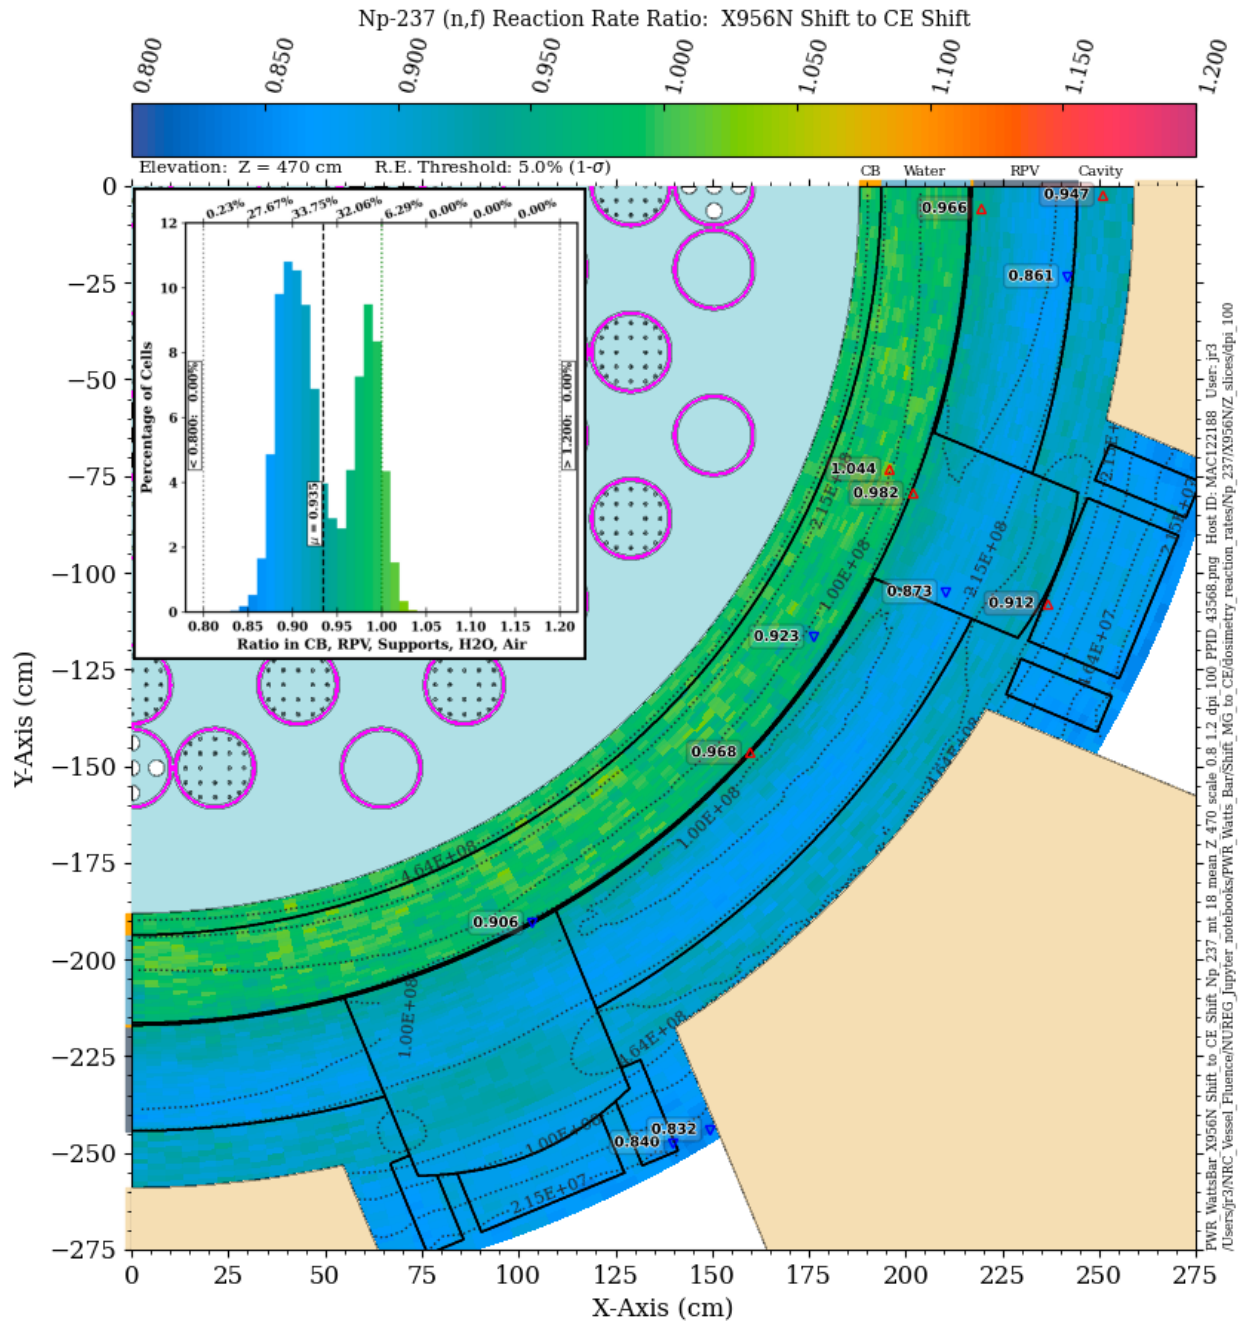 Np-237 (n,f) Reaction Rate Ratio:  X956N Shift to CE Shift
0.800 0.850 0.900 0.950 1.000 1.050 1.100 1.150 1.200
Elevation:  Z = 470 cm R.E. Threshold: 5.0% (1-σ)
CB Water RPV Cavity
0.23% 27.67% 33.75% 32.06% 6.29% 0.00% 0.00% 0.00%
12
10
8
6
4
2
0
Percentage of Cells
< 0.800:  0.00%
μ = 0.935
> 1.200:  0.00%
0.80 0.85 0.90 0.95 1.00 1.05 1.10 1.15 1.20
Ratio in CB, RPV, Supports, H2O, Air
0.966
0.947
0.861
1.044
0.982
0.873
0.912
0.923
0.968
0.906
0.832
0.840
2.15E+08
1.00E+08
2.15E+08
4.64E+08
1.00E+08
1.00E+08
4.64E+08
1.00E+08
2.15E+07
0
−25
−50
−75
−100
−125
−150
−175
−200
−225
−250
−275
Y-Axis (cm)
0 25 50 75 100 125 150 175 200 225 250 275
X-Axis (cm)
PWR_WattsBar_X956N_Shift_to_CE_Shift_Np_237_mt_18_mean_Z_470_scale_0.8_1.2_dpi_100_PPID_43568.png Host ID: MAC122188 User: jr3
/Users/jr3/NRC_Vessel_Fluence/NUREG_Jupyter_notebooks/PWR_Watts_Bar/Shift_MG_to_CE/dosimetry_reaction_rates/Np_237/X956N/Z_slices/dpi_100